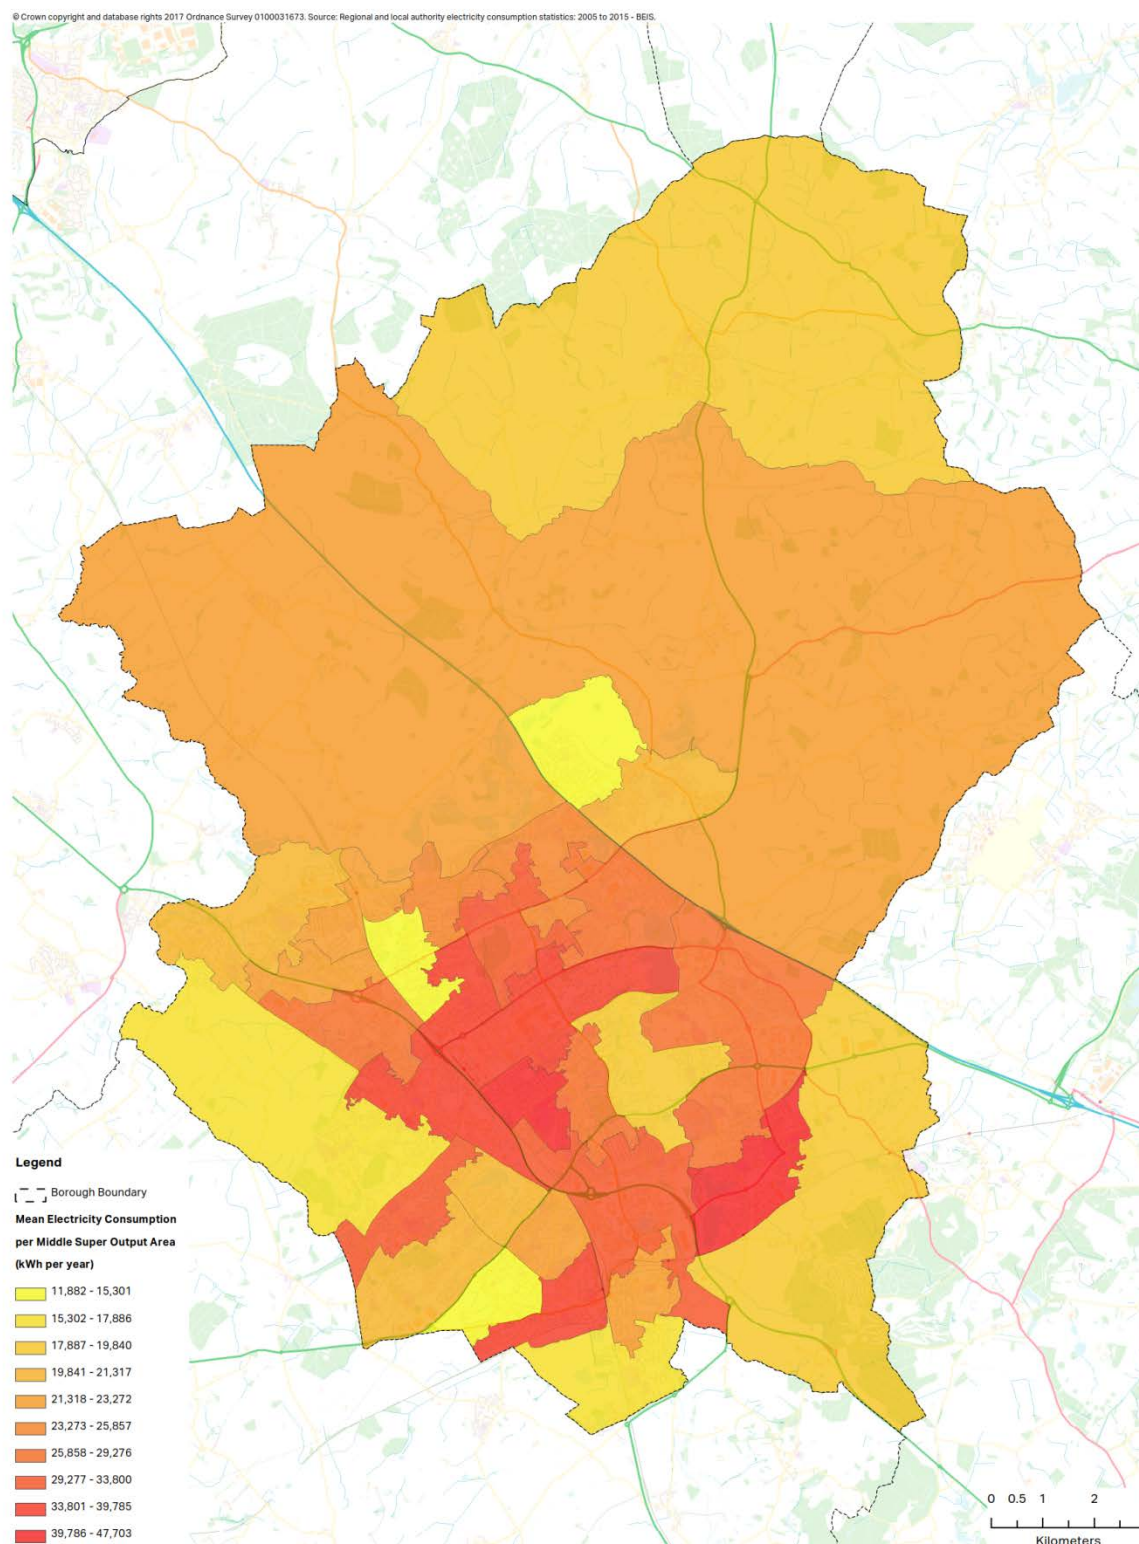 © Crown copyright and database rights 2017 Ordnance Survey 0100031673. Source: Regional and local authority electricity consumption statistics: 2005 to 2015 - BEIS.
Legend
Borough Boundary
Mean Electricity Consumption
per Middle Super Output Area
(kWh per year)
11,882 - 15,301
15,302 - 17,886
17,887 - 19,840
19,841 - 21,317
21,318 - 23,272
23,273 - 25,857
25,858 - 29,276
29,277 - 33,800
33,801 - 39,785
39,786 - 47,703
0 0.5 1 2
Kilometers